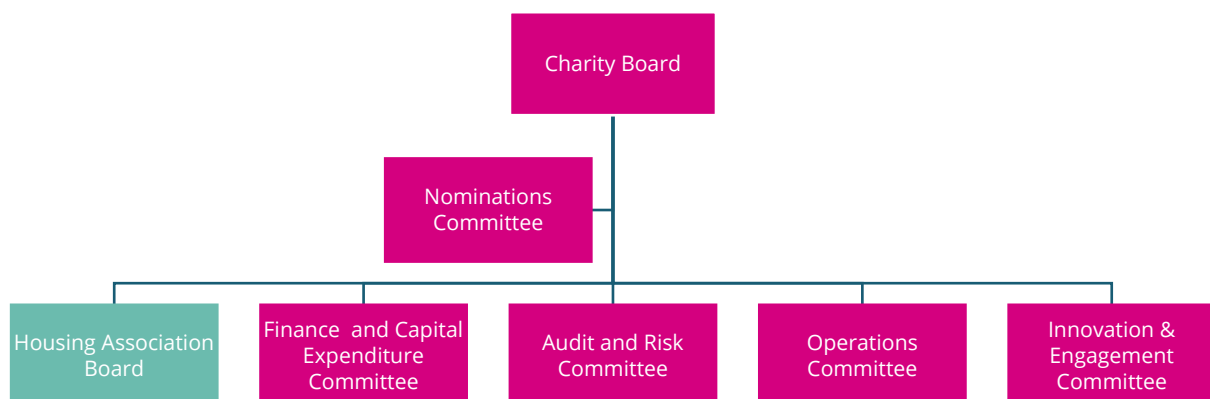 Charity Board
Nominations
Committee
Housing Association
Board
Finance and Capital
Expenditure
Committee
Audit and Risk
Committee
Operations
Committee
Innovation &
Engagement
Committee